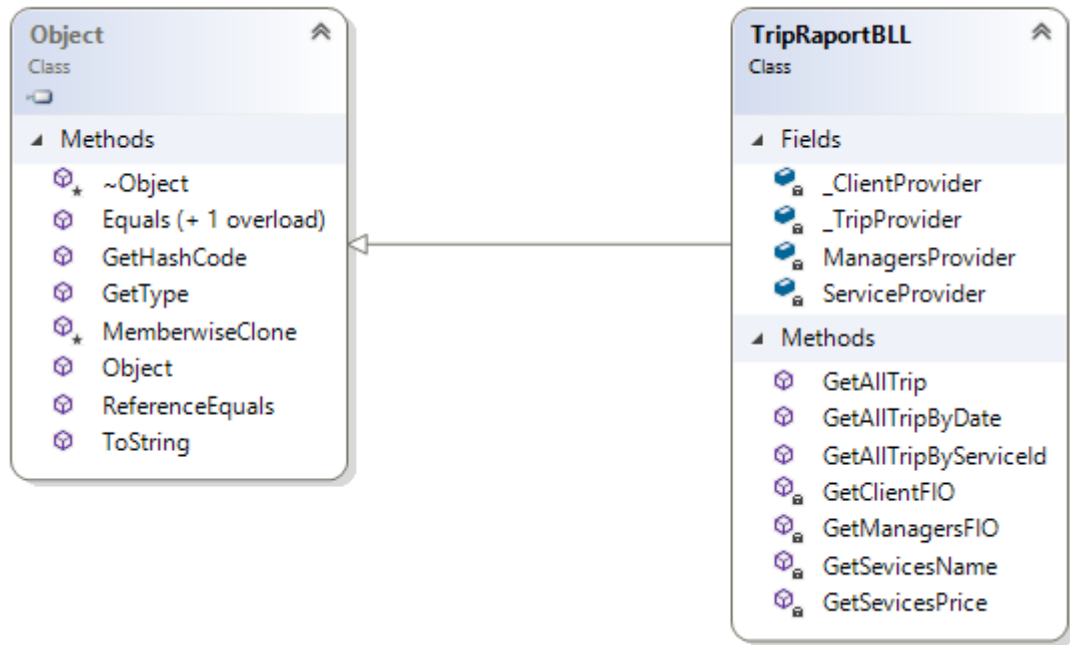 Object
Class
Methods
~Object
Equals (+ 1 overload)
GetHashCode
GetType
MemberwiseClone
Object
ReferenceEquals
ToString
TripRaportBLL
Class
Fields
_ClientProvider
_TripProvider
ManagersProvider
ServiceProvider
Methods
GetAllTrip
GetAllTripByDate
GetAllTripByServiceId
GetClientFIO
GetManagersFIO
GetSevicesName
GetSevicesPrice